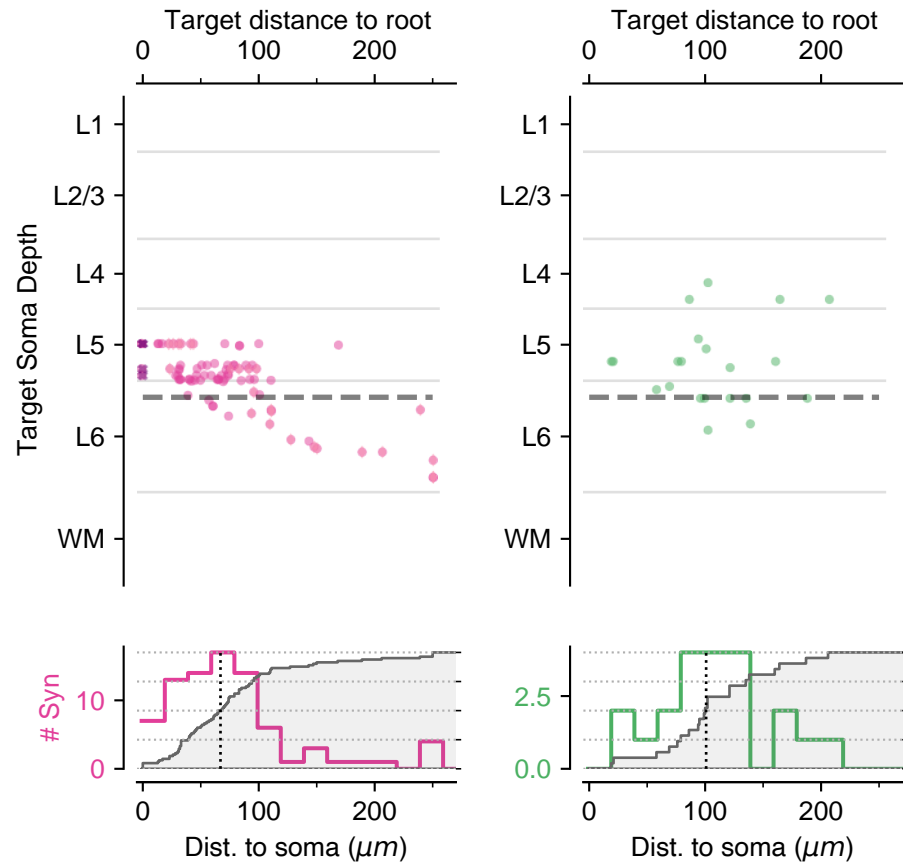 Target distance to root
0 100 200
Target Soma Depth
L1
L2/3
L4
L5
L6
WM
Target distance to root
0 100 200
L1
L2/3
L4
L5
L6
WM
# Syn
10
0
0 100 200
Dist. to soma (μm)
2.5
0.0
0 100 200
Dist. to soma (μm)